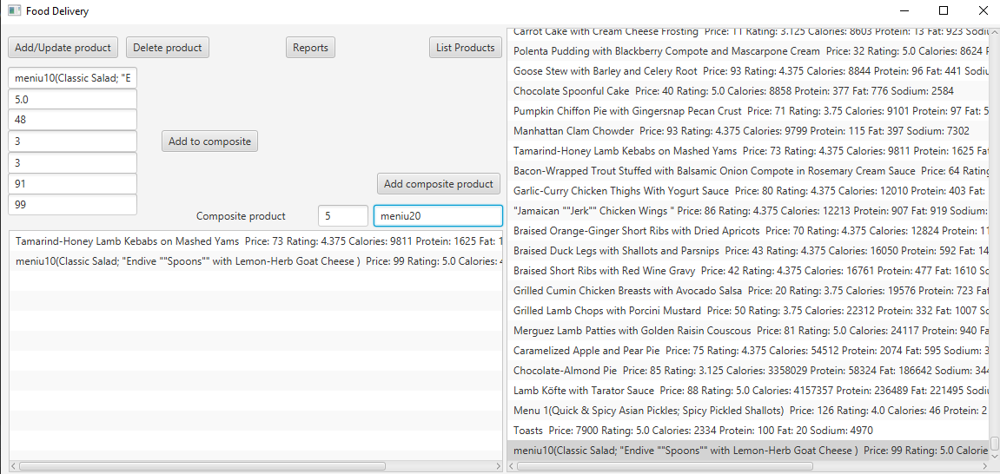 Food Delivery
Add/Update product
Delete product
Reports
List Products
meniu10(Classic Salad; "E
5.0
48
3
3
91
99
Add to composite
Add composite product
Composite product
5
meniu20
Tamarind-Honey Lamb Kebabs on Mashed Yams Price: 73 Rating: 4.375 Calories: 9811 Protein: 1625 Fat: 1
meniu10(Classic Salad; "Endive ""Spoons"" with Lemon-Herb Goat Cheese ) Price: 99 Rating: 5.0 Calories: 4
Carrot Cake with Cream Cheese Frosting Price: 11 Rating: 3.125 Calories: 8603 Protein: 13 Fat: 923 Sodium
Polenta Pudding with Blackberry Compote and Mascarpone Cream Price: 32 Rating: 5.0 Calories: 8624 P
Goose Stew with Barley and Celery Root Price: 93 Rating: 4.375 Calories: 8844 Protein: 96 Fat: 441 Sodiu
Chocolate Spoonful Cake Price: 40 Rating: 5.0 Calories: 8858 Protein: 377 Fat: 776 Sodium: 2584
Pumpkin Chiffon Pie with Gingersnap Pecan Crust Price: 71 Rating: 3.75 Calories: 9101 Protein: 97 Fat: 5
Manhattan Clam Chowder Price: 93 Rating: 4.375 Calories: 9799 Protein: 115 Fat: 397 Sodium: 7302
Tamarind-Honey Lamb Kebabs on Mashed Yams Price: 73 Rating: 4.375 Calories: 9811 Protein: 1625 Fat
Bacon-Wrapped Trout Stuffed with Balsamic Onion Compote in Rosemary Cream Sauce Price: 64 Rating
Garlic-Curry Chicken Thighs With Yogurt Sauce Price: 80 Rating: 4.375 Calories: 12010 Protein: 403 Fat:
"Jamaican ""Jerk"" Chicken Wings " Price: 86 Rating: 4.375 Calories: 12213 Protein: 907 Fat: 919 Sodium:
Braised Orange-Ginger Short Ribs with Dried Apricots Price: 70 Rating: 4.375 Calories: 12824 Protein: 11
Braised Duck Legs with Shallots and Parsnips Price: 43 Rating: 4.375 Calories: 16050 Protein: 592 Fat: 14
Braised Short Ribs with Red Wine Gravy Price: 42 Rating: 4.375 Calories: 16761 Protein: 477 Fat: 1610 So
Grilled Cumin Chicken Breasts with Avocado Salsa Price: 20 Rating: 3.75 Calories: 19576 Protein: 723 Fa
Grilled Lamb Chops with Porcini Mustard Price: 50 Rating: 3.75 Calories: 22312 Protein: 332 Fat: 1007 So
Merguez Lamb Patties with Golden Raisin Couscous Price: 81 Rating: 5.0 Calories: 24117 Protein: 940 Fa
Caramelized Apple and Pear Pie Price: 75 Rating: 4.375 Calories: 54512 Protein: 2074 Fat: 595 Sodium: 3
Chocolate-Almond Pie Price: 85 Rating: 3.125 Calories: 3358029 Protein: 58324 Fat: 186642 Sodium: 344
Lamb Köfte with Tarator Sauce Price: 88 Rating: 5.0 Calories: 4157357 Protein: 236489 Fat: 221495 Sodiu
Menu 1(Quick & Spicy Asian Pickles; Spicy Pickled Shallots) Price: 126 Rating: 4.0 Calories: 46 Protein: 2
Toasts Price: 7900 Rating: 5.0 Calories: 2334 Protein: 100 Fat: 20 Sodium: 4970
meniu10(Classic Salad; "Endive ""Spoons"" with Lemon-Herb Goat Cheese ) Price: 99 Rating: 5.0 Calorie